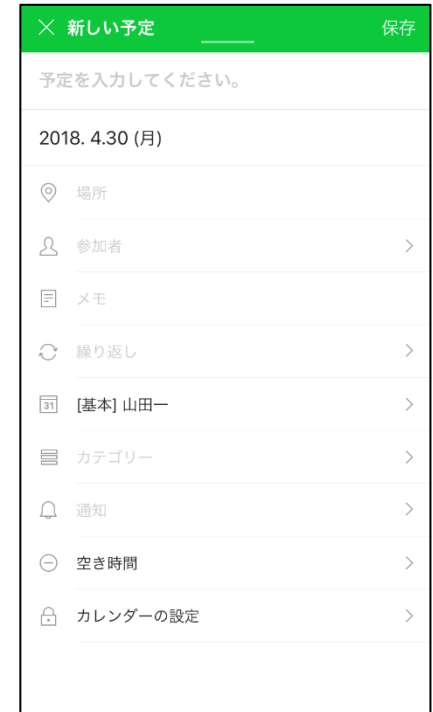 新しい予定 保存
予定を入力してください。
2018. 4.30 (月)
場所
参加者
メモ
繰り返し
31 [基本] 山田一
カテゴリー
通知
空き時間
カレンダーの設定